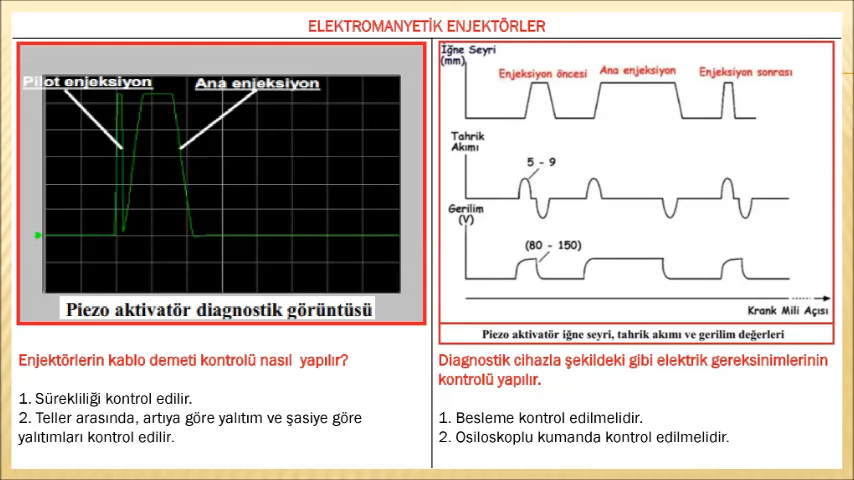 ELEKTROMANYETİK ENJEKTÖRLER
Pilot enjeksiyon
Ana enjeksiyon
Piezo aktivatör diagnostik görüntüsü
Enjektörlerin kablo demeti kontrolü nasıl yapılır?
1. Sürekliliği kontrol edilir.
2. Teller arasında, artıya göre yalıtım ve şasiye göre
yalıtımları kontrol edilir.
İğne Seyri
(mm)
Enjeksiyon öncesi
Ana enjeksiyon
Enjeksiyon sonrası
Tahrik
Akımı
5 - 9
Gerilim
(V)
(80 - 150)
Krank Mili Açısı
Piezo aktivatör iğne seyri, tahrik akımı ve gerilim değerleri
Diagnostik cihazla şekildeki gibi elektrik gereksinimlerinin
kontrolü yapılır.
1. Besleme kontrol edilmelidir.
2. Osiloskoplu kumanda kontrol edilmelidir.